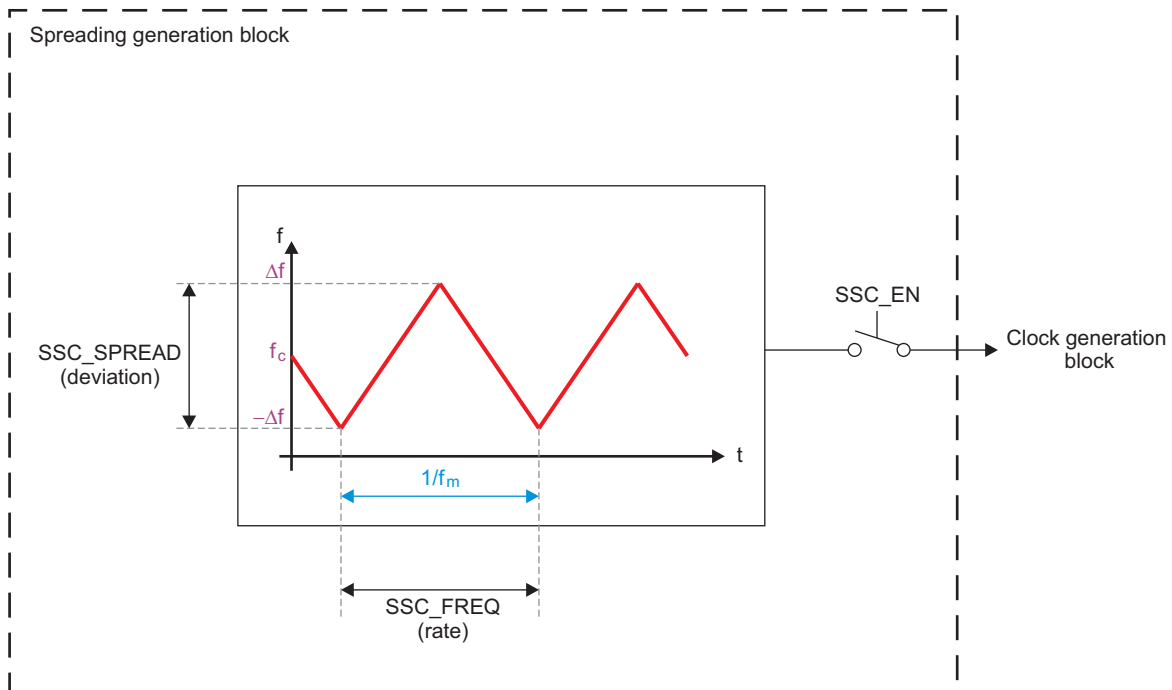 Spreading generation block
f
Δf
SSC_EN
SSC_SPREAD
(deviation)
fc
Clock generation
block
−Δf
t
1/fm
SSC_FREQ
(rate)